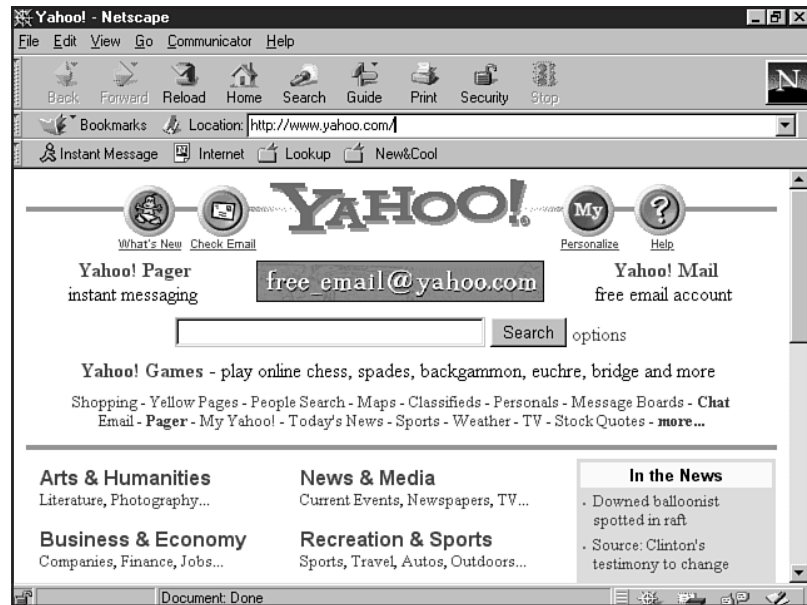 Yahoo! - Netscape
File Edit View Go Communicator Help
Back Forward Reload Home Search Guide Print Security Stop
N
Bookmarks Location: http://www.yahoo.com/
Instant Message Internet Lookup New&Cool
YAHOO!
My ?
What's New Check Email Personalize Help
Yahoo! Pager
instant messaging
free_email@yahoo.com
Yahoo! Mail
free email account
Search options
Yahoo! Games - play online chess, spades, backgammon, euchre, bridge and more
Shopping - Yellow Pages - People Search - Maps - Classifieds - Personals - Message Boards - Chat
Email - Pager - My Yahoo! - Today's News - Sports - Weather - TV - Stock Quotes - more...
Arts & Humanities
Literature, Photography...
News & Media
Current Events, Newspapers, TV...
Business & Economy
Companies, Finance, Jobs...
Recreation & Sports
Sports, Travel, Autos, Outdoors...
In the News
· Downed balloonist
spotted in raft
· Source: Clinton's
testimony to change
Document: Done